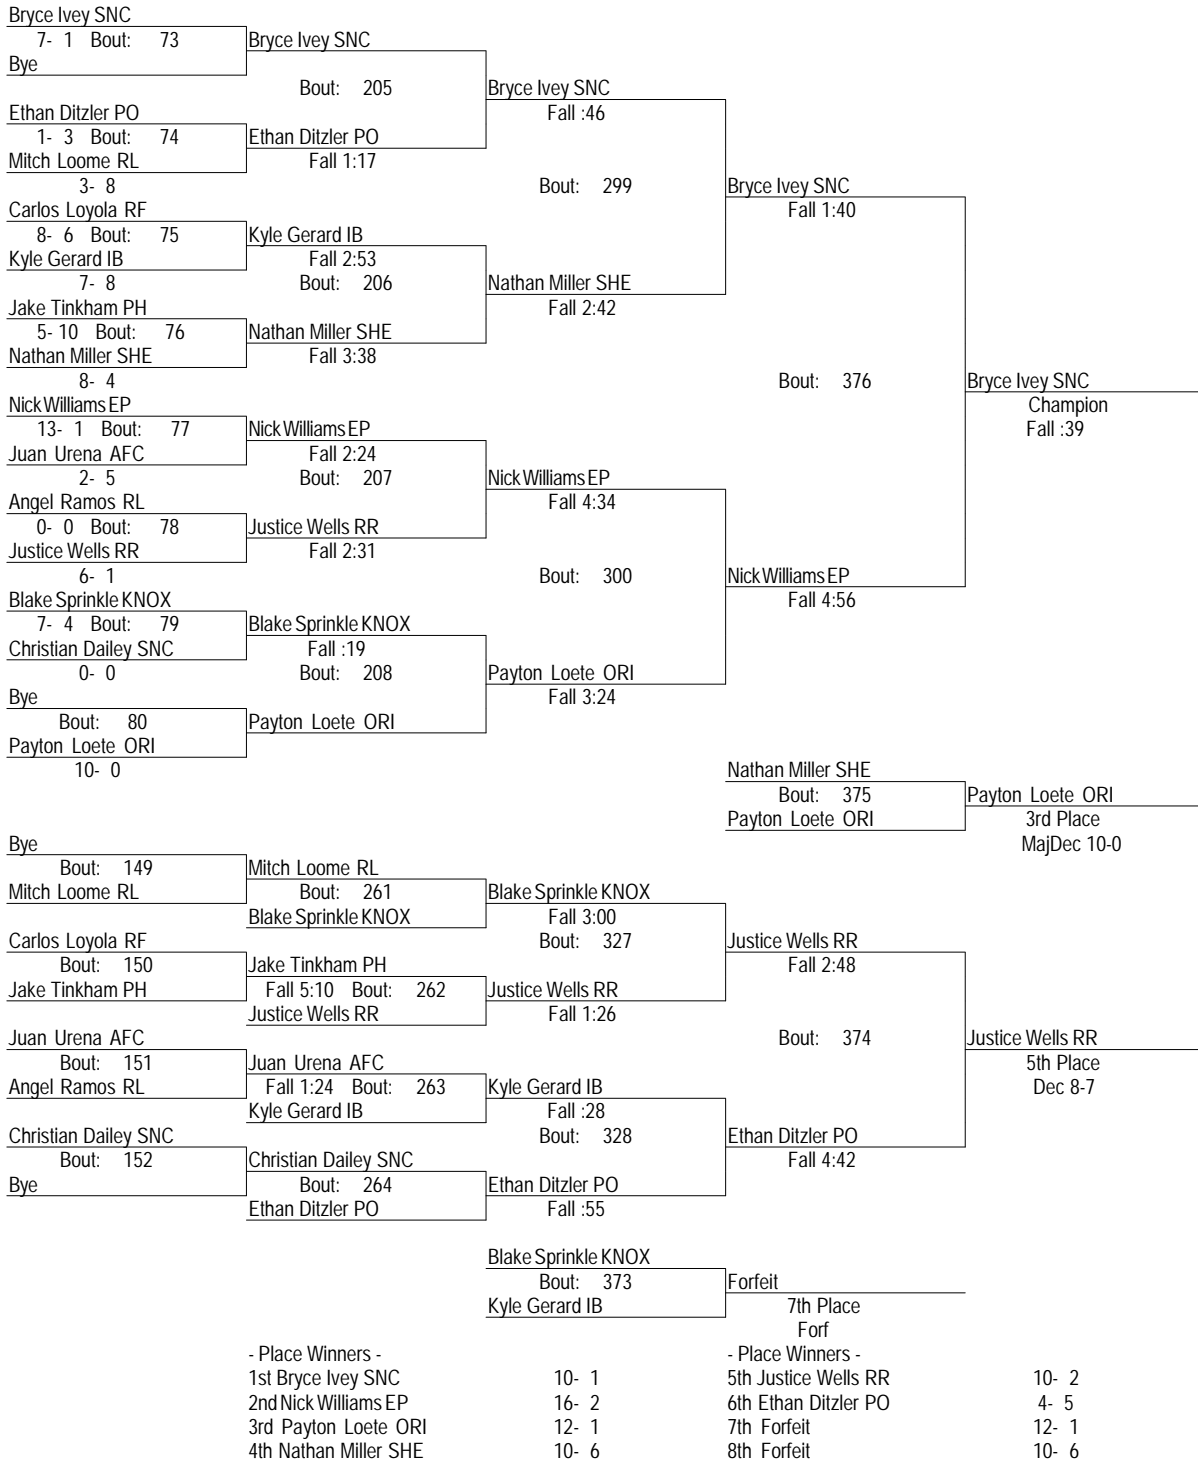 Bryce Ivey SNC
7- 1 Bout: 73
Bryce Ivey SNC
Bye
Bout: 205
Bryce Ivey SNC
Ethan Ditzler PO
Fall :46
1- 3 Bout: 74
Ethan Ditzler PO
Mitch Loome RL
Fall 1:17
3- 8
Bout: 299
Bryce Ivey SNC
Carlos Loyola RF
Fall 1:40
8- 6 Bout: 75
Kyle Gerard IB
Kyle Gerard IB
Fall 2:53
7- 8
Bout: 206
Nathan Miller SHE
Jake Tinkham PH
Fall 2:42
5- 10 Bout: 76
Nathan Miller SHE
Nathan Miller SHE
Fall 3:38
8- 4
Bout: 376
Bryce Ivey SNC
Nick Williams EP
Champion
13- 1 Bout: 77
Nick Williams EP
Fall :39
Juan Urena AFC
Fall 2:24
2- 5
Bout: 207
Nick Williams EP
Angel Ramos RL
Fall 4:34
0- 0 Bout: 78
Justice Wells RR
Justice Wells RR
Fall 2:31
6- 1
Bout: 300
Nick Williams EP
Blake Sprinkle KNOX
Fall 4:56
7- 4 Bout: 79
Blake Sprinkle KNOX
Christian Dailey SNC
Fall :19
0- 0
Bout: 208
Payton Loete ORI
Bye
Fall 3:24
Bout: 80
Payton Loete ORI
Payton Loete ORI
10- 0
Nathan Miller SHE
Bout: 375
Payton Loete ORI
Payton Loete ORI
3rd Place
MajDec 10-0
Bye
Bout: 149
Mitch Loome RL
Mitch Loome RL
Bout: 261
Blake Sprinkle KNOX
Blake Sprinkle KNOX
Fall 3:00
Carlos Loyola RF
Bout: 327
Justice Wells RR
Bout: 150
Jake Tinkham PH
Fall 2:48
Jake Tinkham PH
Fall 5:10 Bout: 262
Justice Wells RR
Justice Wells RR
Fall 1:26
Juan Urena AFC
Bout: 374
Justice Wells RR
Bout: 151
Juan Urena AFC
5th Place
Angel Ramos RL
Fall 1:24 Bout: 263
Kyle Gerard IB
Dec 8-7
Kyle Gerard IB
Fall :28
Christian Dailey SNC
Bout: 328
Ethan Ditzler PO
Bout: 152
Christian Dailey SNC
Fall 4:42
Bye
Bout: 264
Ethan Ditzler PO
Ethan Ditzler PO
Fall :55
Blake Sprinkle KNOX
Bout: 373
Forfeit
Kyle Gerard IB
7th Place
Forf
- Place Winners -
1st Bryce Ivey SNC 10- 1
2nd Nick Williams EP 16- 2
3rd Payton Loete ORI 12- 1
4th Nathan Miller SHE 10- 6
- Place Winners -
5th Justice Wells RR 10- 2
6th Ethan Ditzler PO 4- 5
7th Forfeit 12- 1
8th Forfeit 10- 6